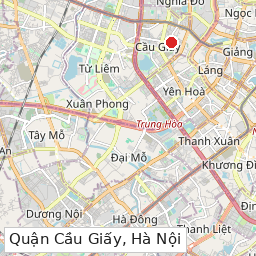 Nghĩa Đô
Ngọc
Cầu Giấy
Giảng
Từ Liêm
Láng
Yên Hoà
Xuân Phong
Trung Hòa
Tây Mỗ
Thanh Xuân
Đại Mỗ
Khương Đì
Dương Nội
Hà Đông
Thanh Liệt
Quận Cầu Giấy, Hà Nội